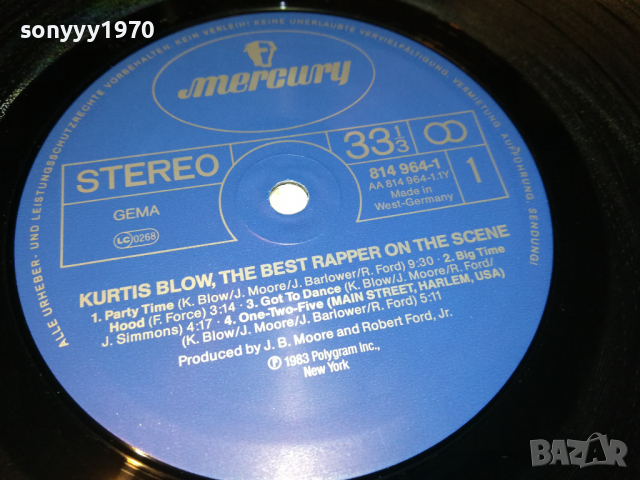 sonyyy1970
ALLE URHEBER- UND LEISTUNGSSCHUTZRECHTE VORBEHALTEN. KEIN VERLEIH! KEINE UNERLAUBTE VERVIELFÄLTIGUNG, VERMIETUNG, AUFFÜHRUNG, SENDUNG!
mercury
STEREO
33 1/3
814 964-1
AA 814 964-1.1Y
Made in
West-Germany
1
GEMA
LC 0268
KURTIS BLOW, THE BEST RAPPER ON THE SCENE
1. Party Time (K. Blow/J. Moore/J. Barlower/R. Ford) 9:30 · 2. Big Time
Hood (F. Force) 3:14 · 3. Got To Dance (K. Blow/J. Moore/R. Ford/
J. Simmons) 4:17 · 4. One-Two-Five (MAIN STREET, HARLEM, USA)
(K. Blow/J. Moore/J. Barlower/R. Ford) 5:11
Produced by J. B. Moore and Robert Ford, Jr.
℗ 1983 Polygram Inc.,
New York
BAZAR